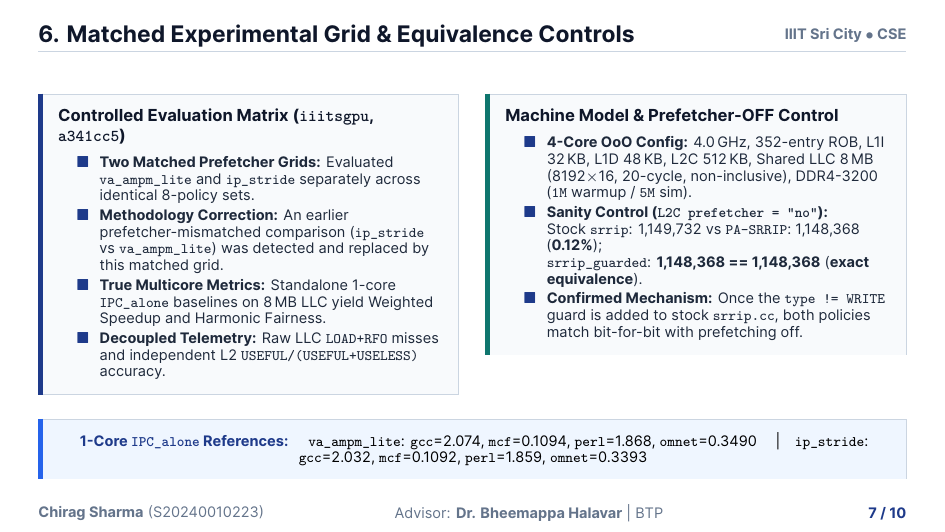 6. Matched Experimental Grid & Equivalence Controls
IIIT Sri City • CSE
Controlled Evaluation Matrix (iiitsgpu,
a341cc5)
Two Matched Prefetcher Grids: Evaluated
va_ampm_lite and ip_stride separately across
identical 8-policy sets.
Methodology Correction: An earlier
prefetcher-mismatched comparison (ip_stride
vs va_ampm_lite) was detected and replaced by
this matched grid.
True Multicore Metrics: Standalone 1-core
IPC_alone baselines on 8 MB LLC yield Weighted
Speedup and Harmonic Fairness.
Decoupled Telemetry: Raw LLC LOAD+RFO misses
and independent L2 USEFUL/(USEFUL+USELESS)
accuracy.
Machine Model & Prefetcher-OFF Control
4-Core OoO Config: 4.0 GHz, 352-entry ROB, L1I
32 KB, L1D 48 KB, L2C 512 KB, Shared LLC 8 MB
(8192×16, 20-cycle, non-inclusive), DDR4-3200
(1M warmup / 5M sim).
Sanity Control (L2C prefetcher = "no"):
Stock srrip: 1,149,732 vs PA-SRRIP: 1,148,368
(0.12%);
srrip_guarded: 1,148,368 == 1,148,368 (exact
equivalence).
Confirmed Mechanism: Once the type != WRITE
guard is added to stock srrip.cc, both policies
match bit-for-bit with prefetching off.
1-Core IPC_alone References: va_ampm_lite: gcc=2.074, mcf=0.1094, perl=1.868, omnet=0.3490 | ip_stride:
gcc=2.032, mcf=0.1092, perl=1.859, omnet=0.3393
Chirag Sharma (S20240010223)
Advisor: Dr. Bheemappa Halavar | BTP
7 / 10